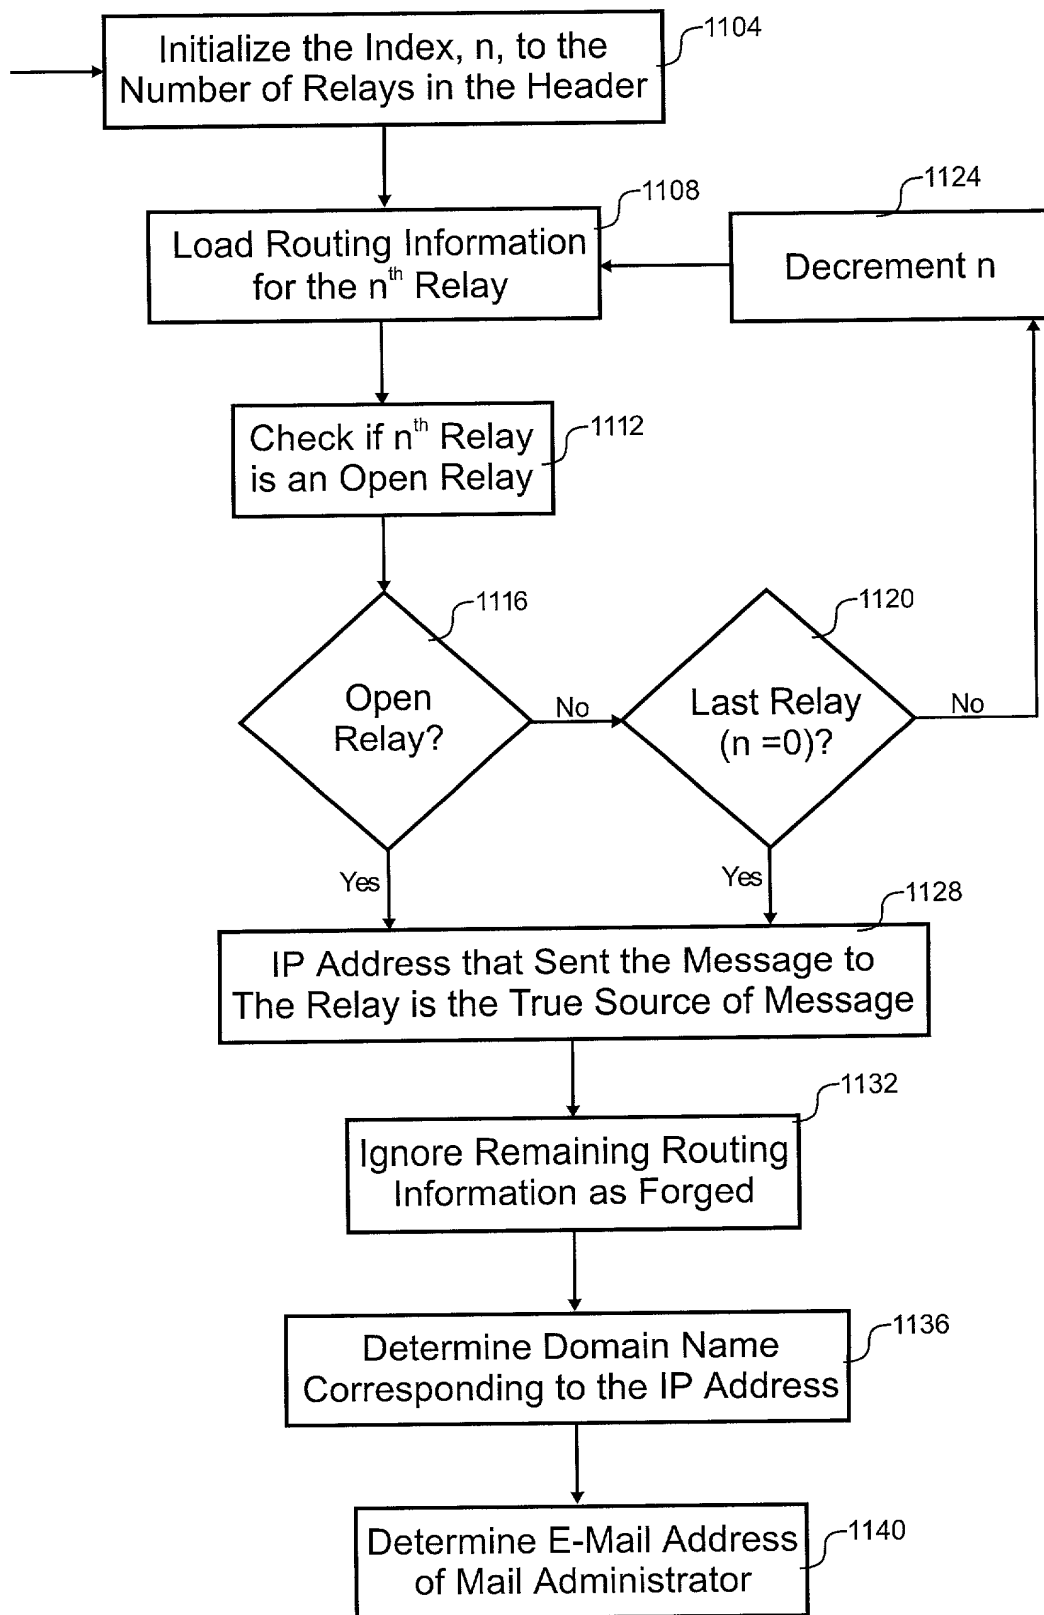 Initialize the Index, n, to the
Number of Relays in the Header
1104
1108
Load Routing Information
for the nth Relay
1124
Decrement n
Check if nth Relay
is an Open Relay
1112
1116
Open
Relay?
No
1120
Last Relay
(n =0)?
No
Yes
Yes
1128
IP Address that Sent the Message to
The Relay is the True Source of Message
1132
Ignore Remaining Routing
Information as Forged
1136
Determine Domain Name
Corresponding to the IP Address
1140
Determine E-Mail Address
of Mail Administrator